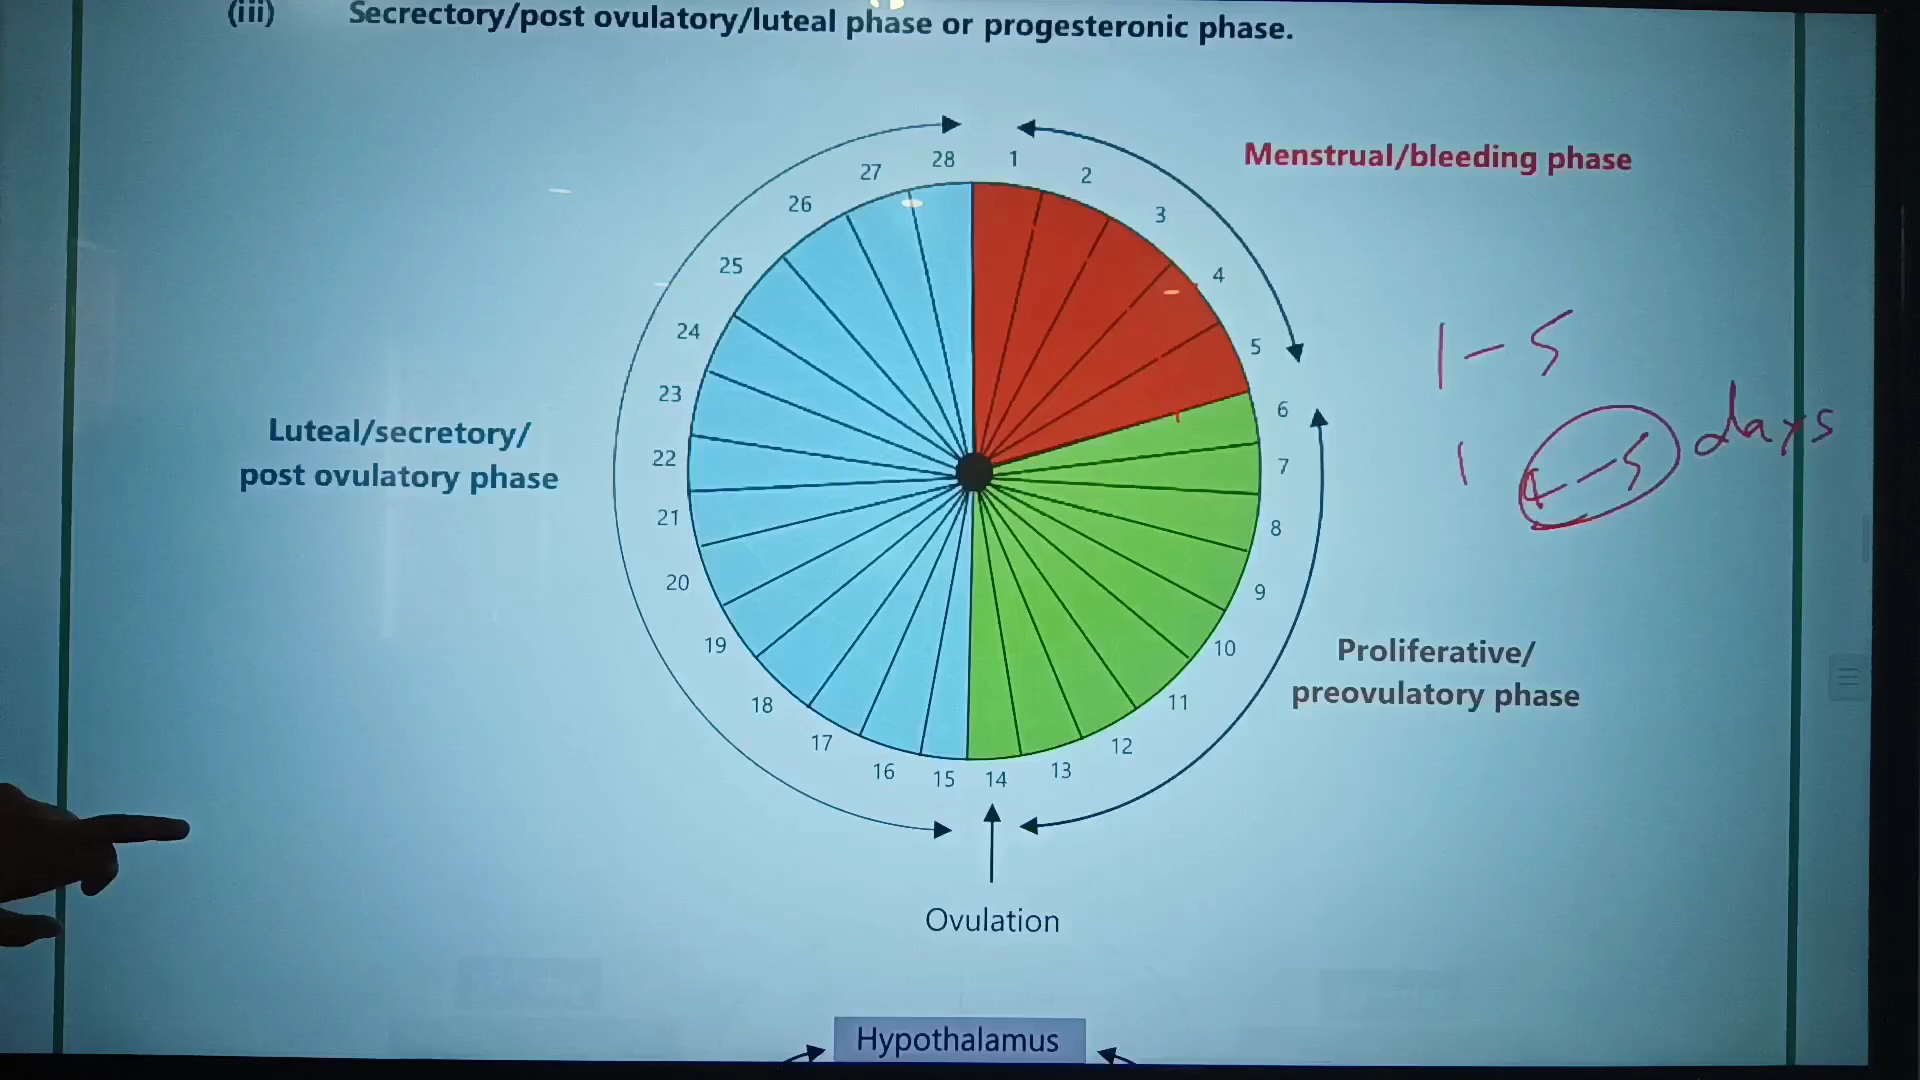 (iii) Secrectory/post ovulatory/luteal phase or progesteronic phase.
Menstrual/bleeding phase
28 1
27 2
26 3
25 4
24 5
23 6
22 7
21 8
20 9
19 10
18 11
17 12
16 15 14 13
1 – 5
1 4 – 5 days
Luteal/secretory/
post ovulatory phase
Proliferative/
preovulatory phase
Ovulation
Hypothalamus